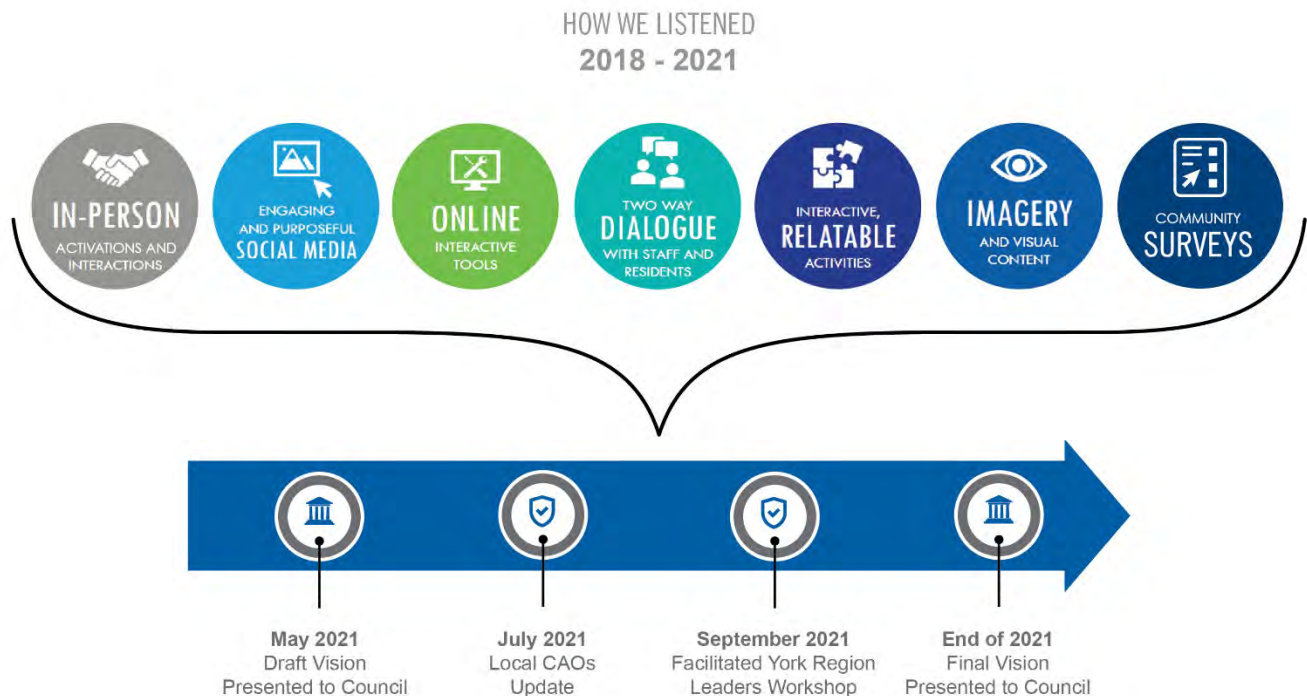 HOW WE LISTENED
2018 - 2021
IN-PERSON
ACTIVATIONS AND
INTERACTIONS
ENGAGING
AND PURPOSEFUL
SOCIAL MEDIA
ONLINE
INTERACTIVE
TOOLS
TWO WAY
DIALOGUE
WITH STAFF AND
RESIDENTS
INTERACTIVE,
RELATABLE
ACTIVITIES
IMAGERY
AND VISUAL
CONTENT
COMMUNITY
SURVEYS
May 2021
Draft Vision
Presented to Council
July 2021
Local CAOs
Update
September 2021
Facilitated York Region
Leaders Workshop
End of 2021
Final Vision
Presented to Council